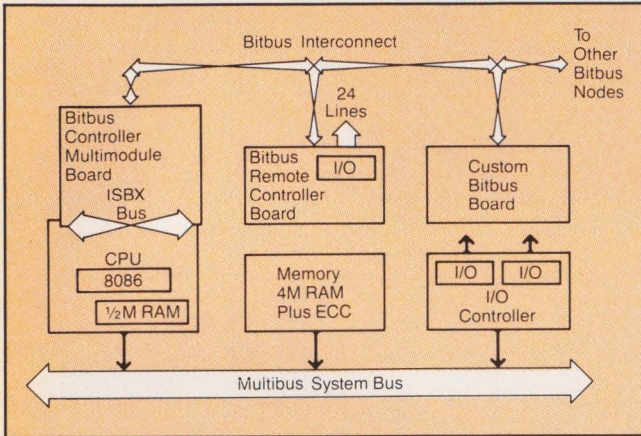 Bitbus Interconnect
To
Other
Bitbus
Nodes
24
Lines
Bitbus
Controller
Multimodule
Board
ISBX
Bus
Bitbus
Remote
Controller
Board
I/O
Custom
Bitbus
Board
CPU
8086
½M RAM
Memory
4M RAM
Plus ECC
I/O I/O
I/O
Controller
Multibus System Bus